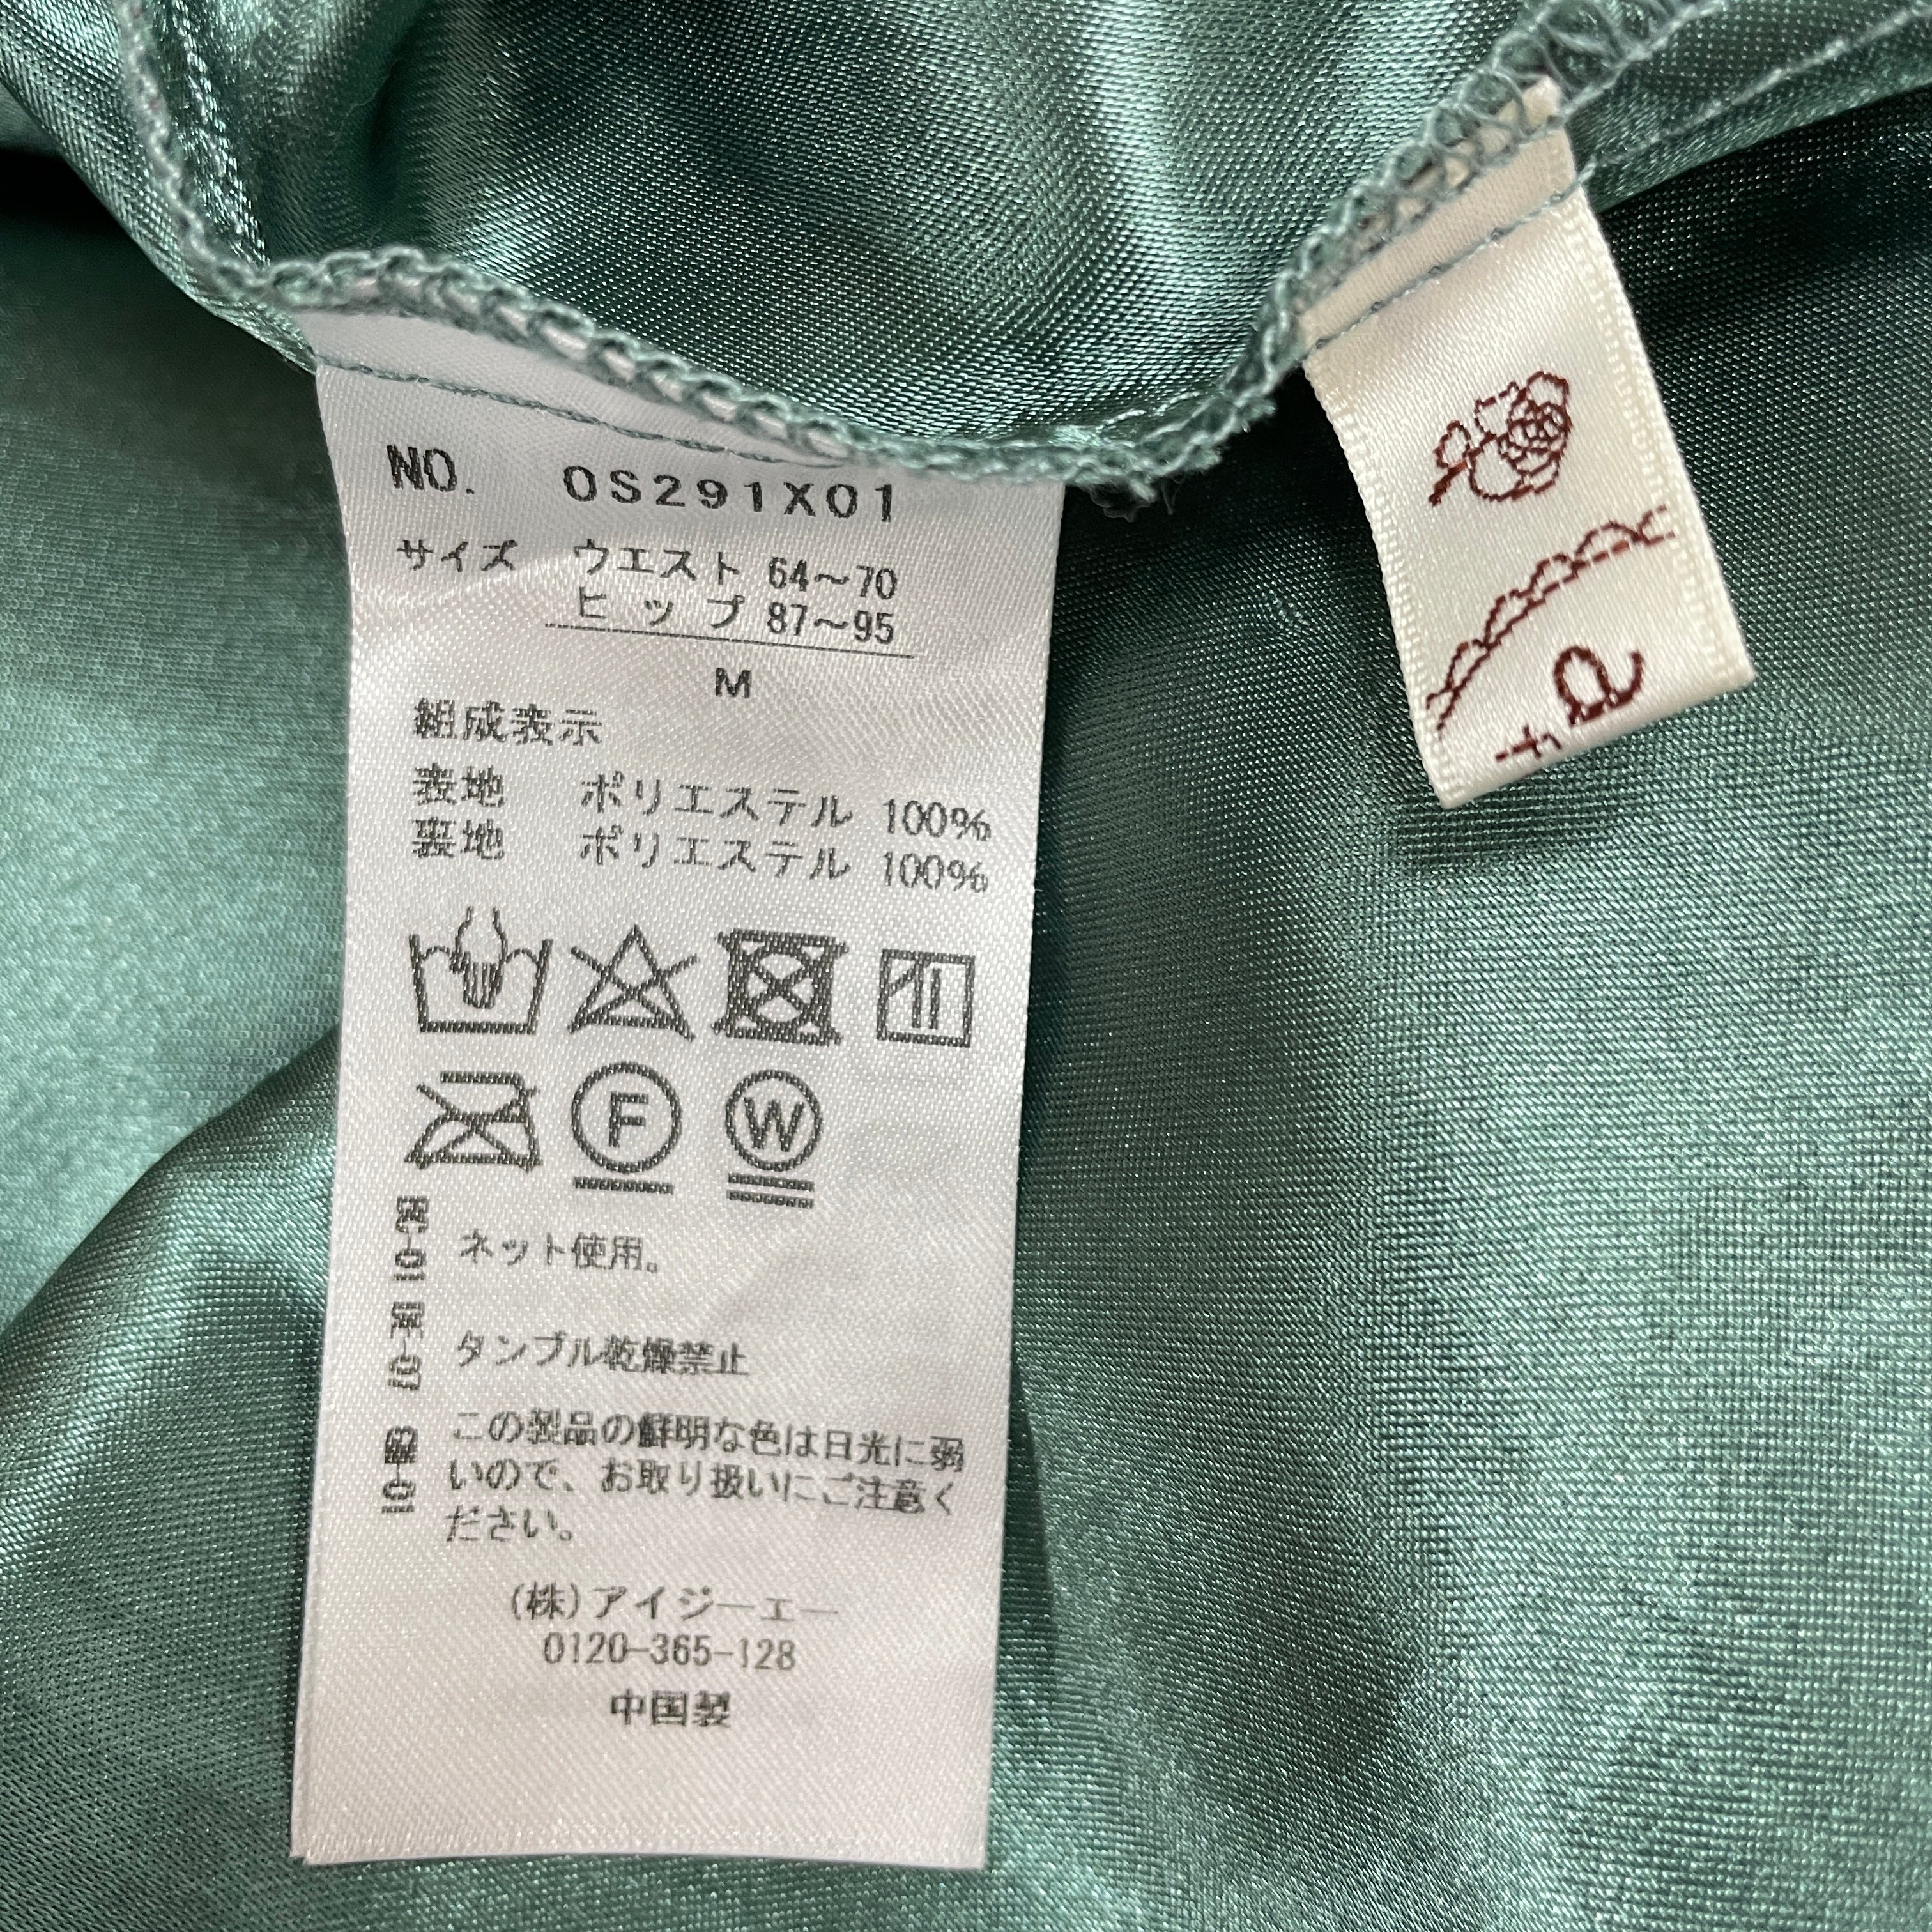 NO. OS291X01
サイズ ウエスト 64～70
ヒップ 87～95
M
組成表示
表地 ポリエステル 100%
裏地 ポリエステル 100%
F W
ネット使用。
タンブル乾燥禁止
この製品の鮮明な色は日光に弱
いので、お取り扱いにご注意く
ださい。
(株)アイジーエー
0120-365-128
中国製